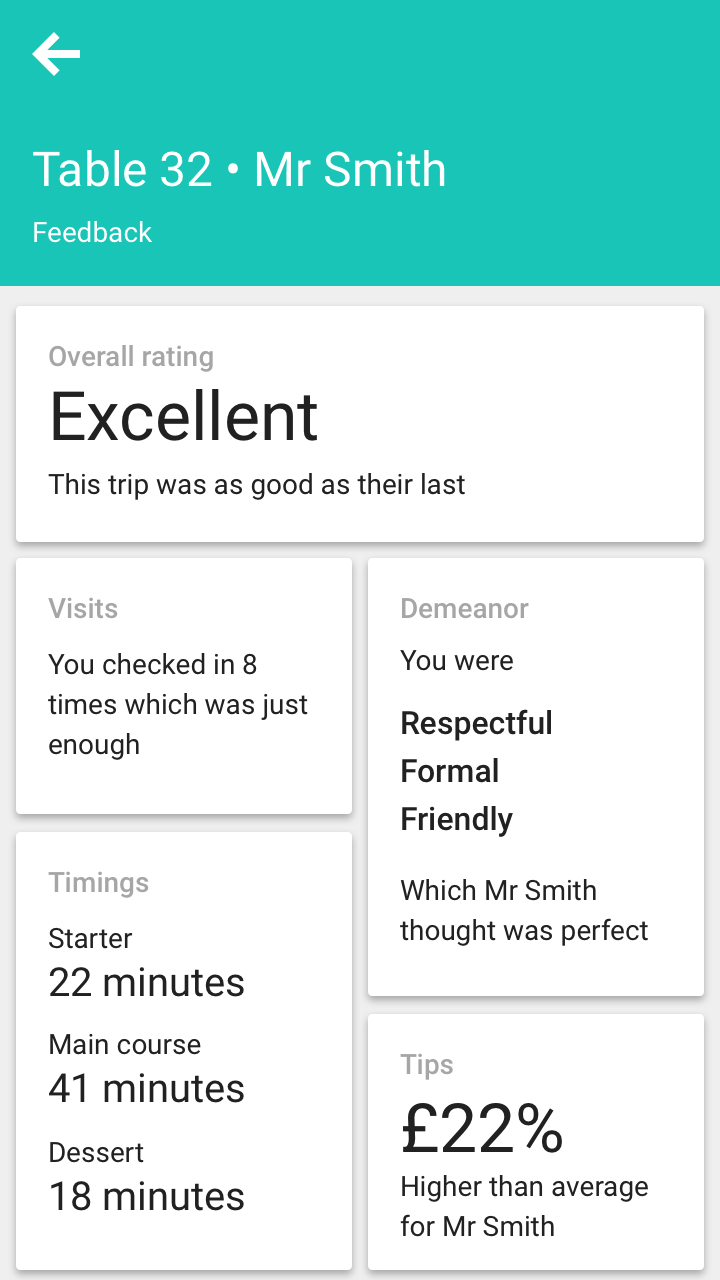 Table 32 • Mr Smith
Feedback
Overall rating
Excellent
This trip was as good as their last
Visits
You checked in 8
times which was just
enough
Demeanor
You were
Respectful
Formal
Friendly
Which Mr Smith
thought was perfect
Timings
Starter
22 minutes
Main course
41 minutes
Dessert
18 minutes
Tips
£22%
Higher than average
for Mr Smith